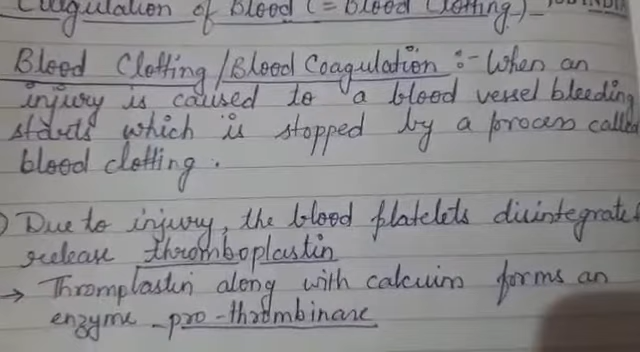 Coagulation of Blood (= Blood Clotting)
Blood Clotting/Blood Coagulation :- When an
injury is caused to a blood vessel bleeding
starts which is stopped by a process called
blood clotting.
Due to injury, the blood platelets disintegrate &
release thromboplastin
→ Thromplastin along with calcium forms an
enzyme pro-thrombinase